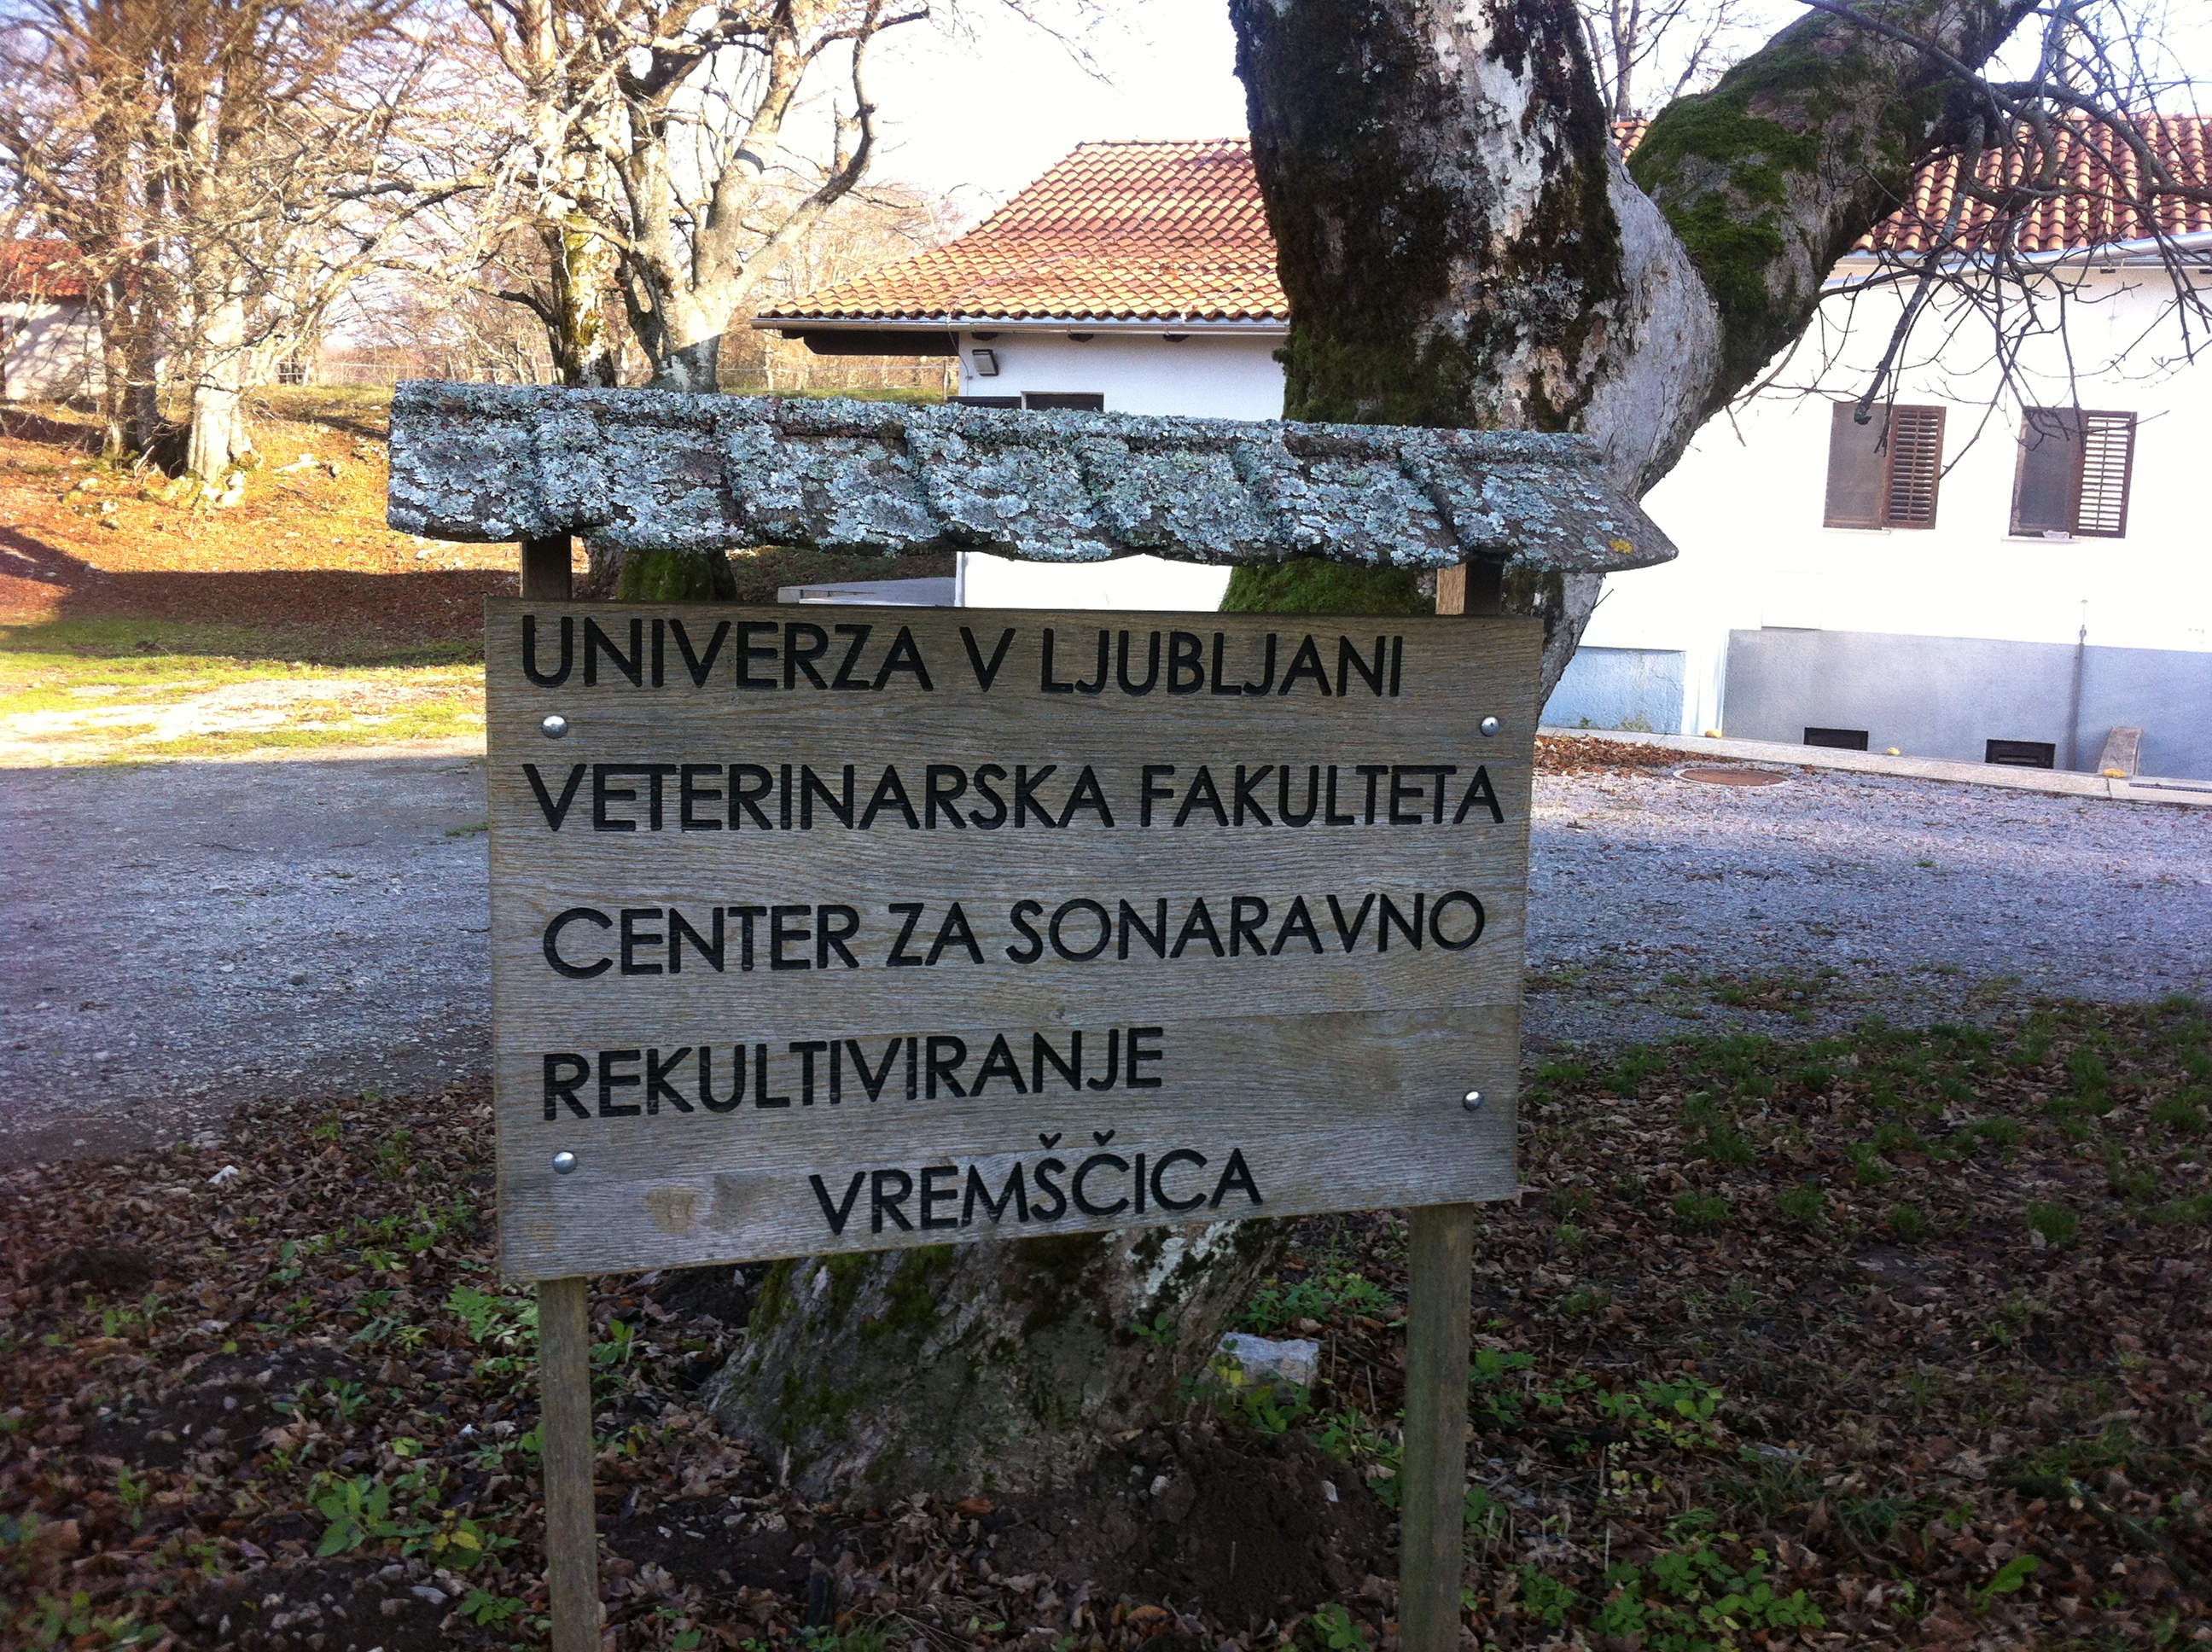 UNIVERZA V LJUBLJANI
VETERINARSKA FAKULTETA
CENTER ZA SONARAVNO
REKULTIVIRANJE
VREMŠČICA